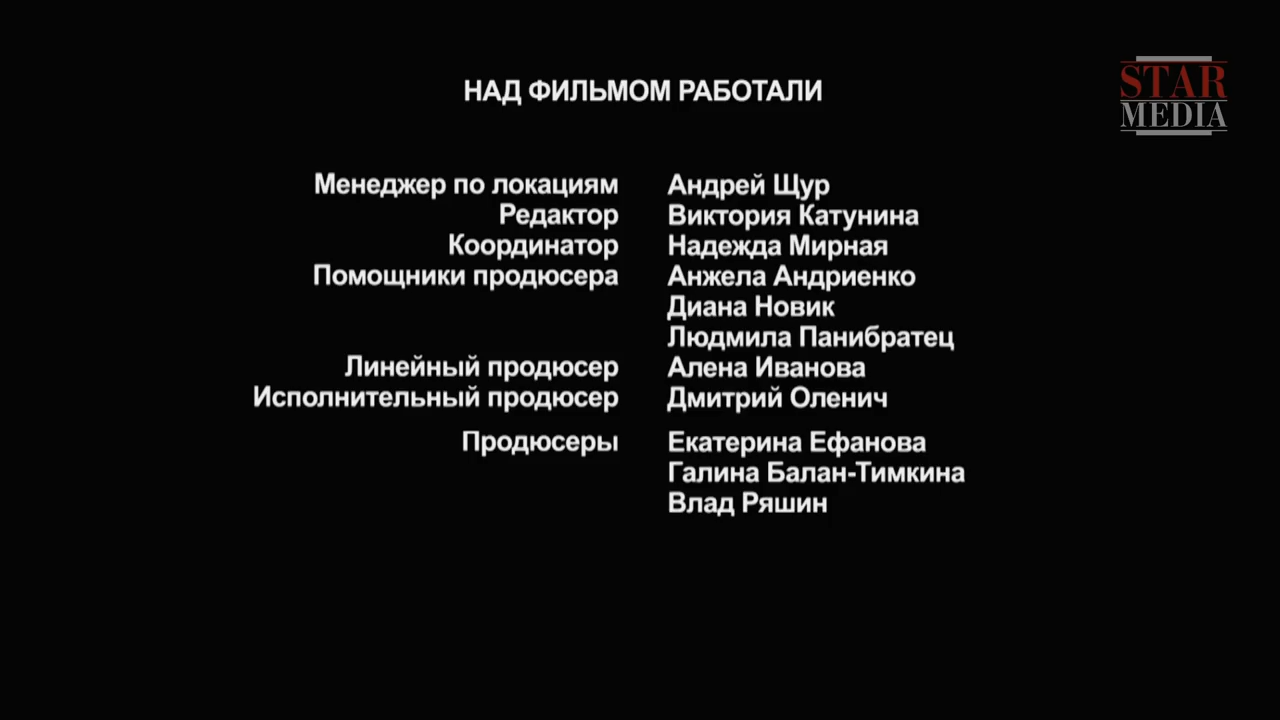 НАД ФИЛЬМОМ РАБОТАЛИ
STAR
MEDIA
Менеджер по локациям Андрей Щур
Редактор Виктория Катунина
Координатор Надежда Мирная
Помощники продюсера Анжела Андриенко
Диана Новик
Людмила Панибратец
Линейный продюсер Алена Иванова
Исполнительный продюсер Дмитрий Оленич
Продюсеры Екатерина Ефанова
Галина Балан-Тимкина
Влад Ряшин